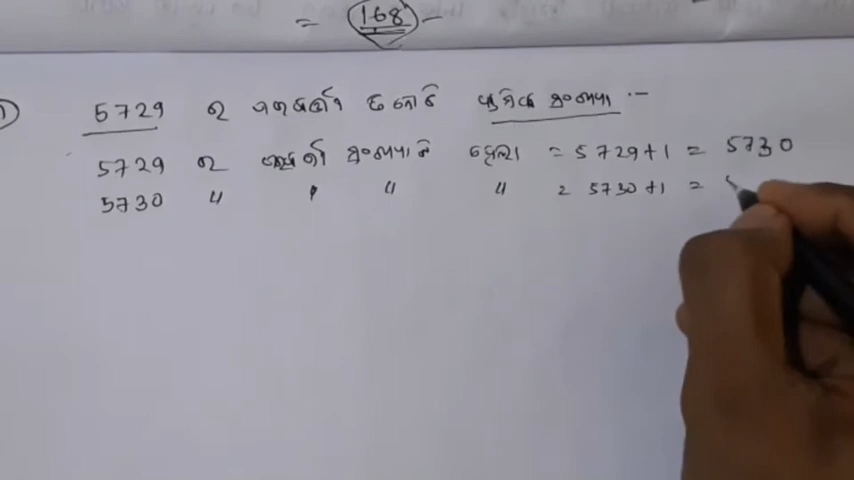 = 168 -
5729 ର ପରବର୍ତ୍ତୀ ତିନୋଟି କ୍ରମିକ ସଂଖ୍ୟା :-
5729 ର ପରବର୍ତ୍ତୀ ସଂଖ୍ୟାଟି ହେଲା = 5729+1 = 5730
5730 " " " " = 5730+1 =